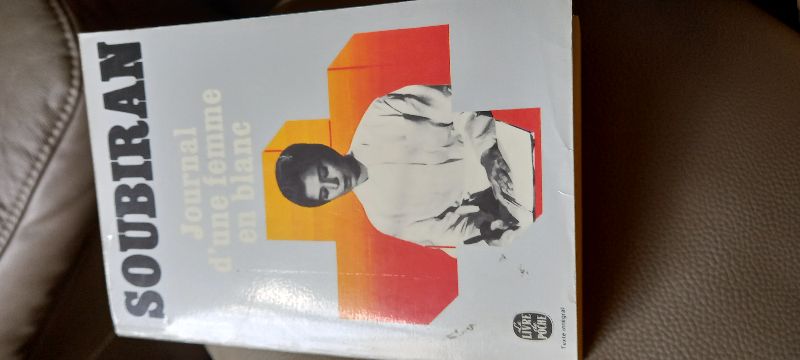 SOUBIRAN
Journal
d'une femme
en blanc
Le
LIVRE
de
POCHE
Texte intégral